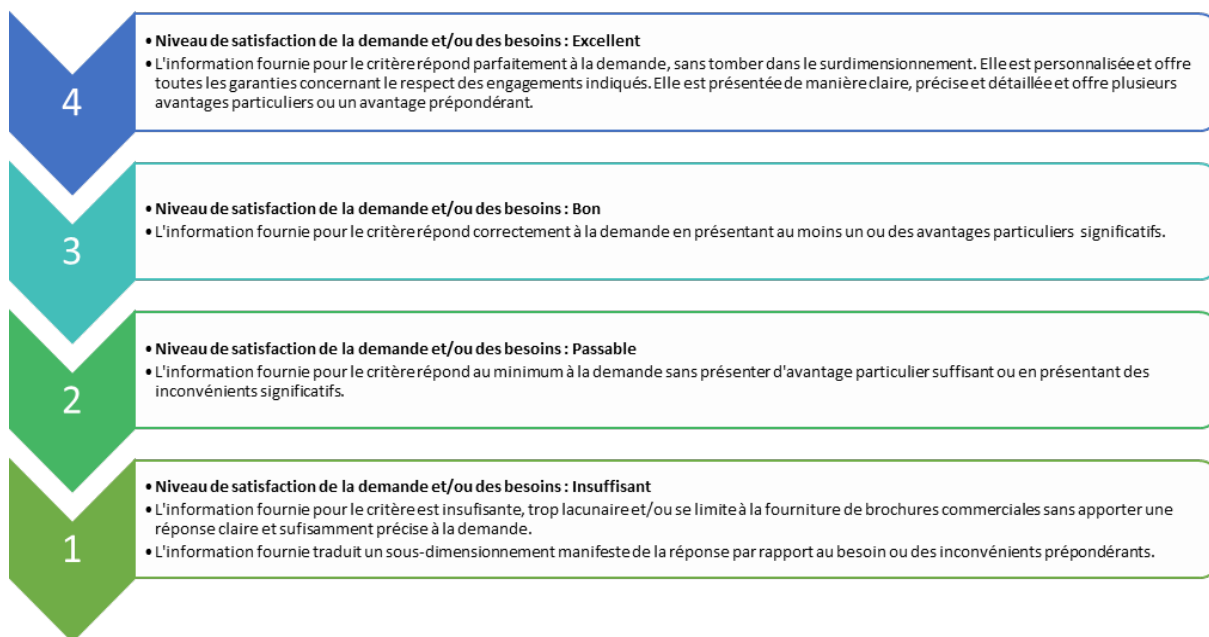 4
• Niveau de satisfaction de la demande et/ou des besoins : Excellent
• L'information fournie pour le critère répond parfaitement à la demande, sans tomber dans le surdimensionnement. Elle est personnalisée et offre
toutes les garanties concernant le respect des engagements indiqués. Elle est présentée de manière claire, précise et détaillée et offre plusieurs
avantages particuliers ou un avantage prépondérant.
3
• Niveau de satisfaction de la demande et/ou des besoins : Bon
• L'information fournie pour le critère répond correctement à la demande en présentant au moins un ou des avantages particuliers significatifs.
2
• Niveau de satisfaction de la demande et/ou des besoins : Passable
• L'information fournie pour le critère répond au minimum à la demande sans présenter d'avantage particulier suffisant ou en présentant des
inconvénients significatifs.
1
• Niveau de satisfaction de la demande et/ou des besoins : Insuffisant
• L'information fournie pour le critère est insufisante, trop lacunaire et/ou se limite à la fourniture de brochures commerciales sans apporter une
réponse claire et sufisamment précise à la demande.
• L'information fournie traduit un sous-dimensionnement manifeste de la réponse par rapport au besoin ou des inconvénients prépondérants.